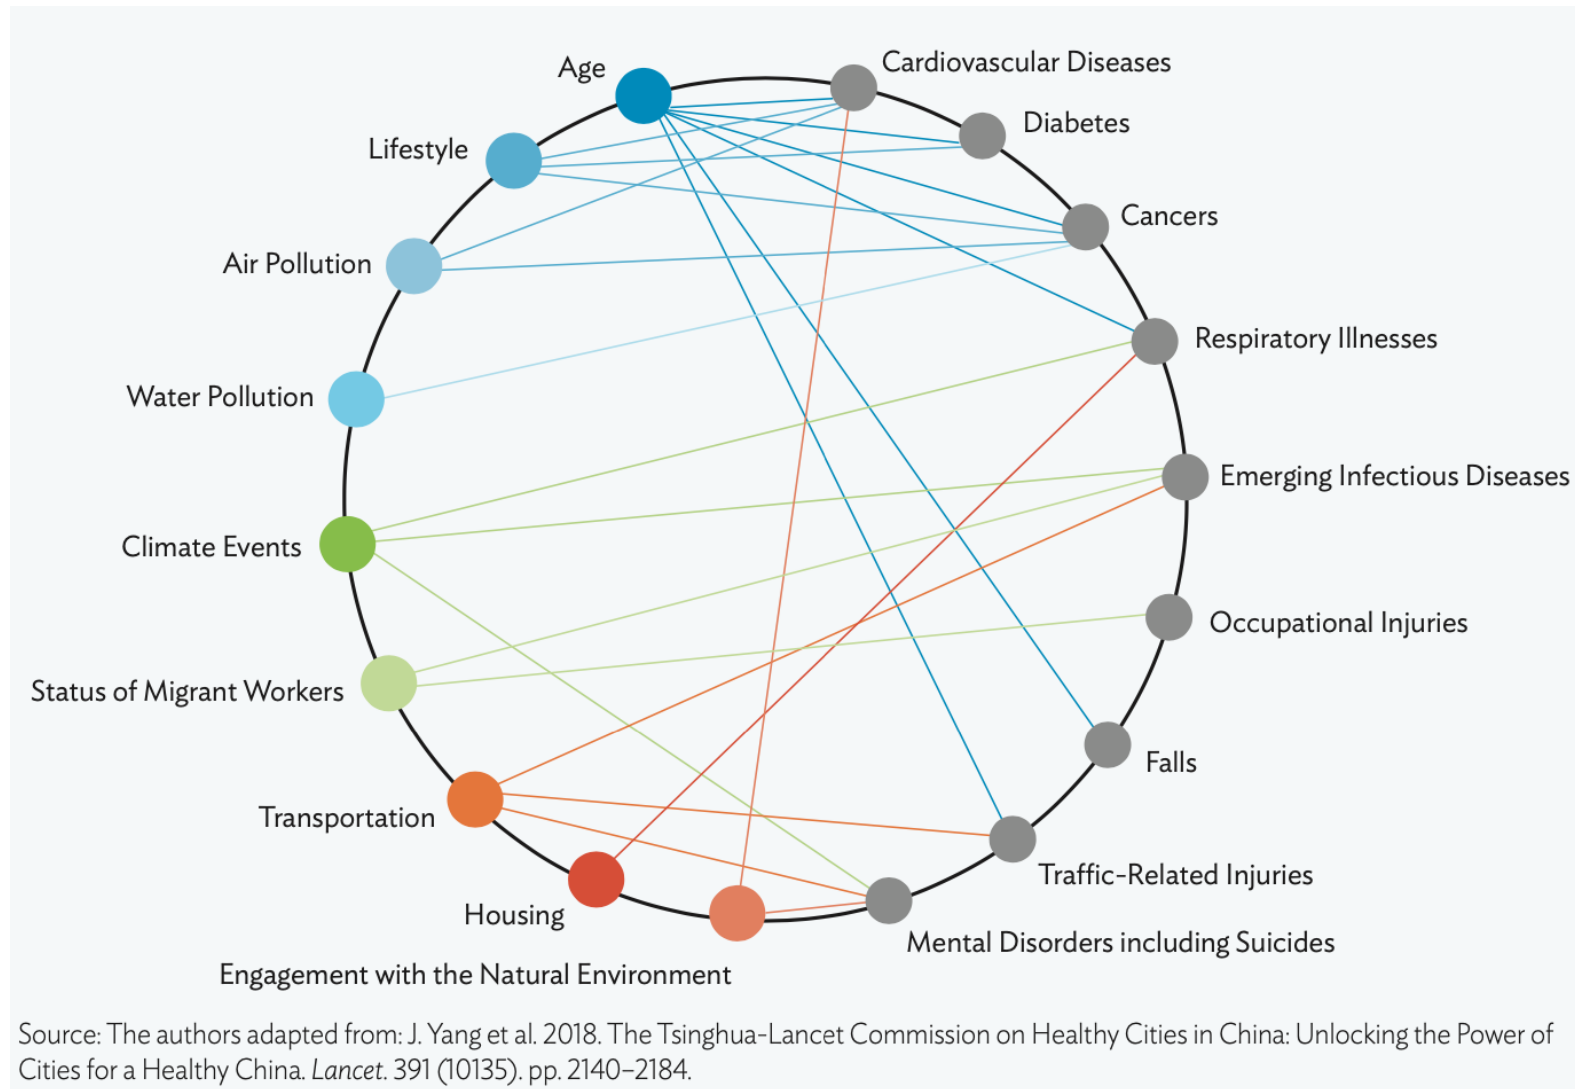 Age
Cardiovascular Diseases
Lifestyle
Diabetes
Air Pollution
Cancers
Water Pollution
Respiratory Illnesses
Climate Events
Emerging Infectious Diseases
Status of Migrant Workers
Occupational Injuries
Transportation
Falls
Housing
Traffic-Related Injuries
Engagement with the Natural Environment
Mental Disorders including Suicides
Source: The authors adapted from: J. Yang et al. 2018. The Tsinghua-Lancet Commission on Healthy Cities in China: Unlocking the Power of
Cities for a Healthy China. Lancet. 391 (10135). pp. 2140–2184.